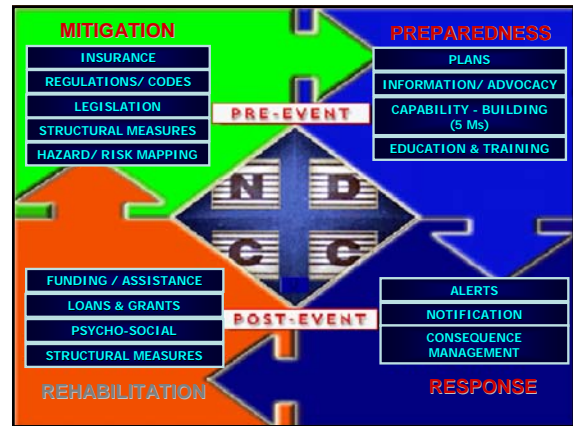 MITIGATION
INSURANCE
REGULATIONS/ CODES
LEGISLATION
STRUCTURAL MEASURES
HAZARD/ RISK MAPPING
PREPAREDNESS
PLANS
INFORMATION/ ADVOCACY
CAPABILITY - BUILDING
(5 Ms)
EDUCATION & TRAINING
PRE-EVENT
N D
C C
POST-EVENT
FUNDING / ASSISTANCE
LOANS & GRANTS
PSYCHO-SOCIAL
STRUCTURAL MEASURES
REHABILITATION
ALERTS
NOTIFICATION
CONSEQUENCE
MANAGEMENT
RESPONSE